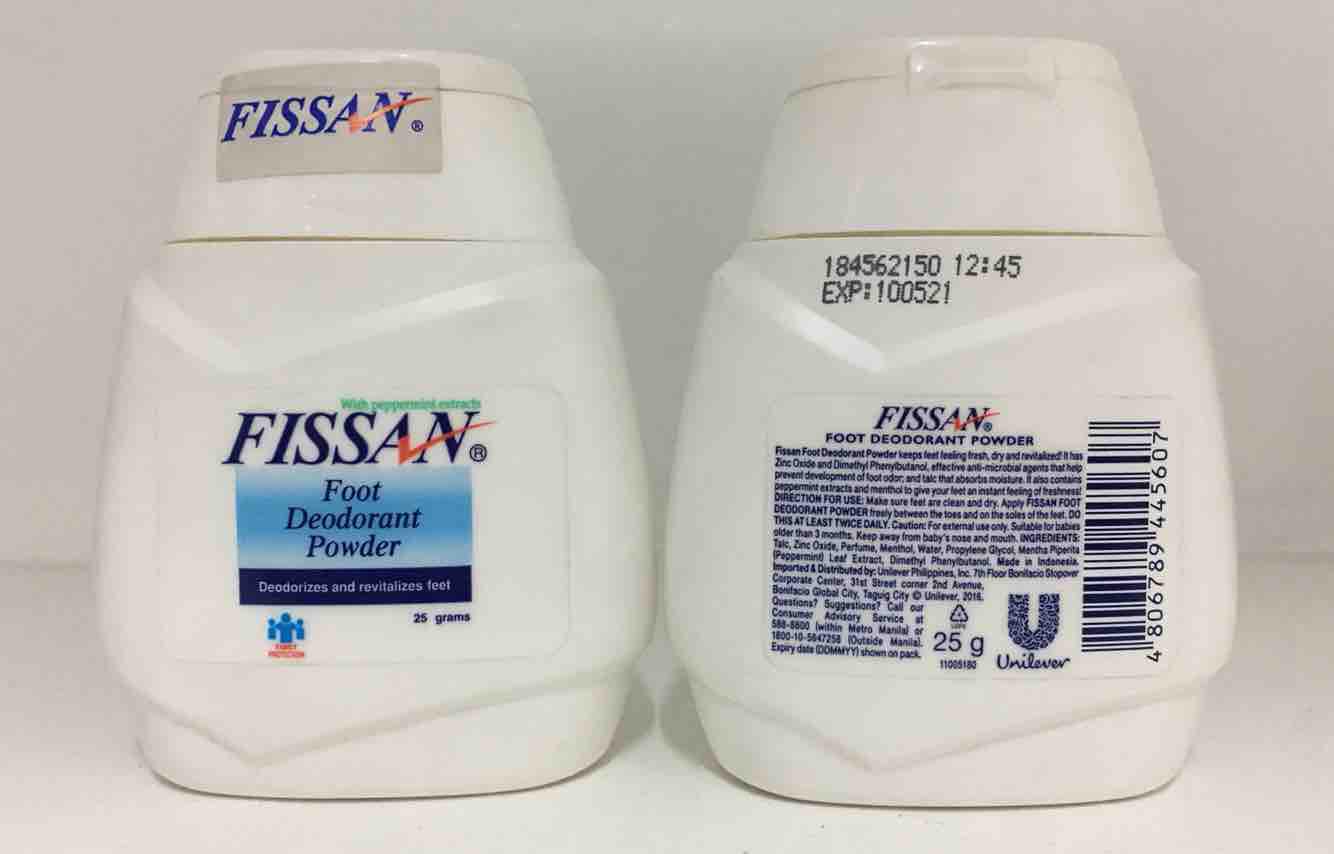 FISSAN®
With peppermint extracts
FISSAN®
Foot
Deodorant
Powder
Deodorizes and revitalizes feet
25 grams
FAMILY
PROTECTION
184562150 12:45
EXP:100521
FISSAN®
FOOT DEODORANT POWDER
Fissan Foot Deodorant Powder keeps feet feeling fresh, dry and revitalized! It has
Zinc Oxide and Dimethyl Phenylbutanol, effective anti-microbial agents that help
prevent development of foot odor; and talc that absorbs moisture. It also contains
peppermint extracts and menthol to give your feet an instant feeling of freshness!
DIRECTION FOR USE: Make sure feet are clean and dry. Apply FISSAN FOOT
DEODORANT POWDER freely between the toes and on the soles of the feet. DO
THIS AT LEAST TWICE DAILY. Caution: For external use only. Suitable for babies
older than 3 months. Keep away from baby's nose and mouth. INGREDIENTS:
Talc, Zinc Oxide, Perfume, Menthol, Water, Propylene Glycol, Mentha Piperita
(Peppermint) Leaf Extract, Dimethyl Phenylbutanol. Made in Indonesia.
Imported & Distributed by: Unilever Philippines, Inc. 7th Floor Bonifacio Stopover
Corporate Center, 31st Street corner 2nd Avenue,
Bonifacio Global City, Taguig City © Unilever, 2016.
Questions? Suggestions? Call our
Consumer Advisory Service at
588-8800 (within Metro Manila) or
1800-10-5647258 (Outside Manila).
Expiry date (DDMMYY) shown on pack.
25 g
11005180
Unilever
4 806789 445607